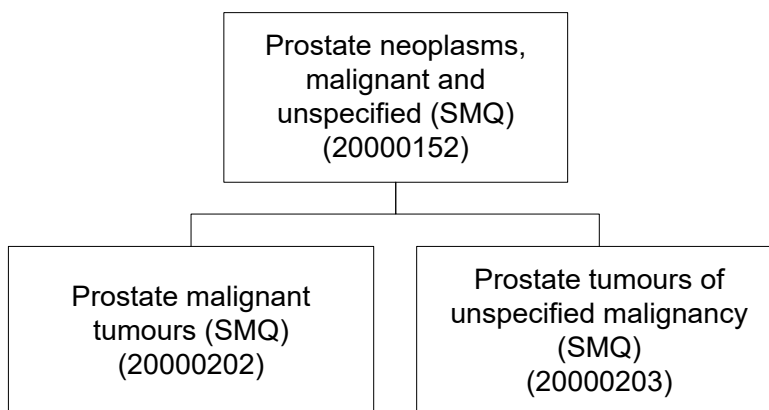 Prostate neoplasms,
malignant and
unspecified (SMQ)
(20000152)
Prostate malignant
tumours (SMQ)
(20000202)
Prostate tumours of
unspecified malignancy
(SMQ)
(20000203)